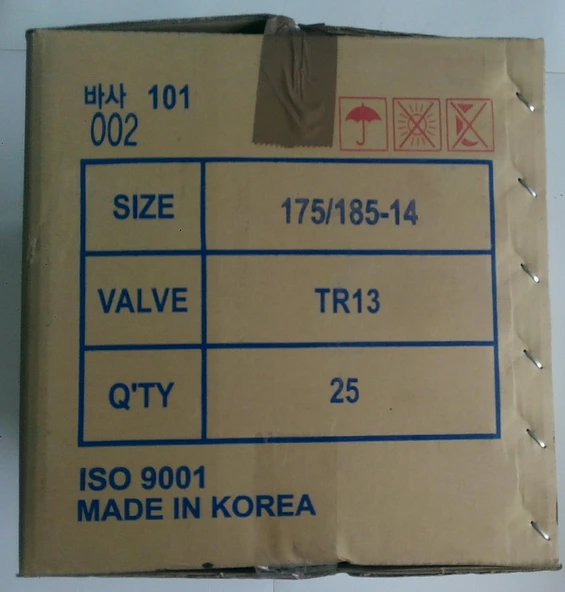 바사 101
002
SIZE 175/185-14
VALVE TR13
Q'TY 25
ISO 9001
MADE IN KOREA